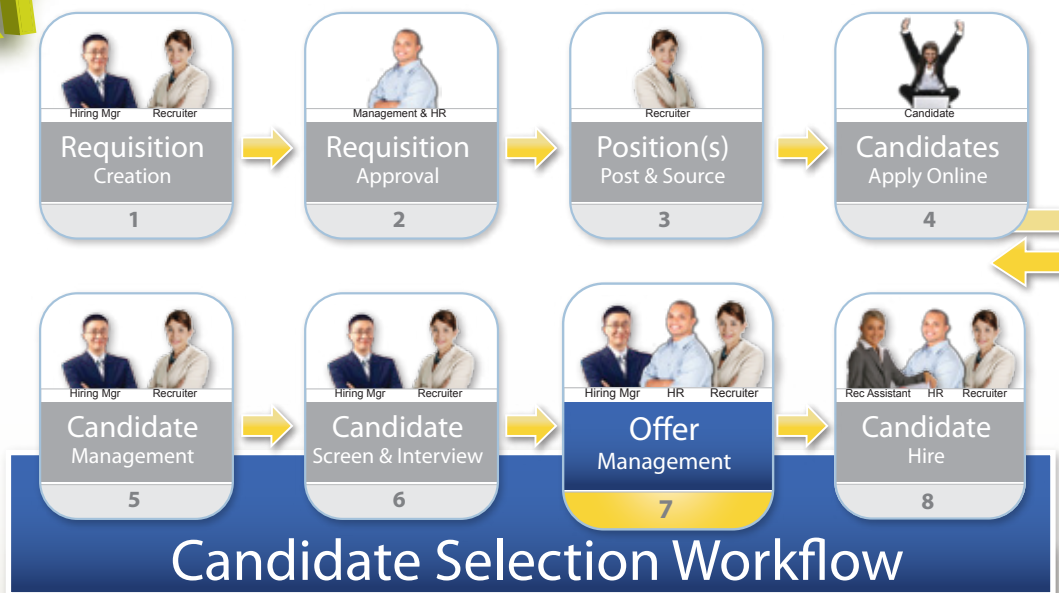 Hiring Mgr Recruiter
Requisition
Creation
1
Management & HR
Requisition
Approval
2
Recruiter
Position(s)
Post & Source
3
Candidate
Candidates
Apply Online
4
Hiring Mgr Recruiter
Candidate
Management
5
Hiring Mgr Recruiter
Candidate
Screen & Interview
6
Hiring Mgr HR Recruiter
Offer
Management
7
Rec Assistant HR Recruiter
Candidate
Hire
8
Candidate Selection Workflow